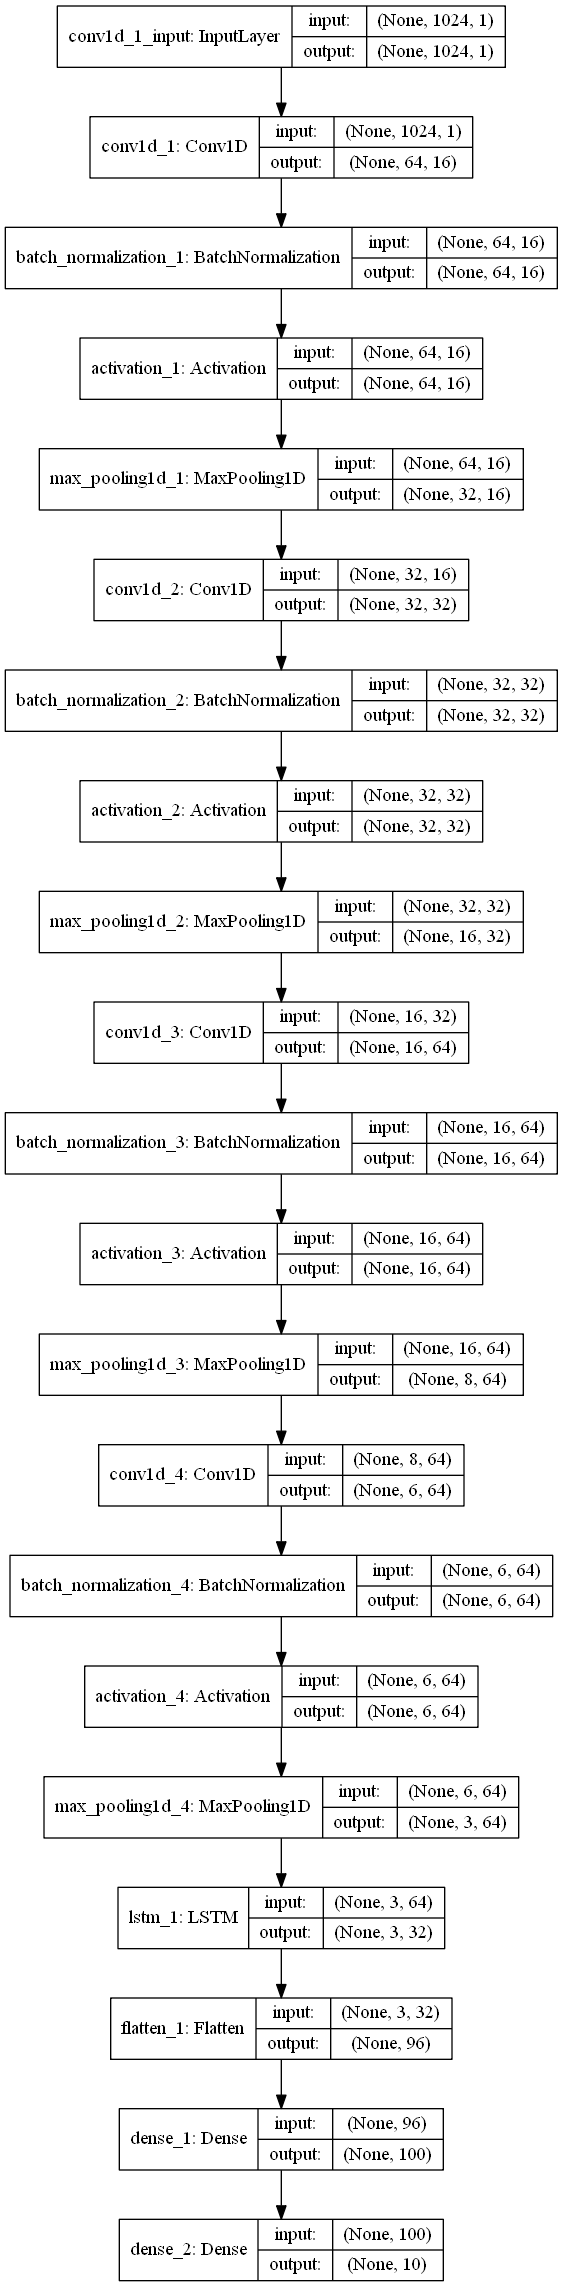 conv1d_1_input: InputLayer
input: (None, 1024, 1)
output: (None, 1024, 1)
conv1d_1: Conv1D
input: (None, 1024, 1)
output: (None, 64, 16)
batch_normalization_1: BatchNormalization
input: (None, 64, 16)
output: (None, 64, 16)
activation_1: Activation
input: (None, 64, 16)
output: (None, 64, 16)
max_pooling1d_1: MaxPooling1D
input: (None, 64, 16)
output: (None, 32, 16)
conv1d_2: Conv1D
input: (None, 32, 16)
output: (None, 32, 32)
batch_normalization_2: BatchNormalization
input: (None, 32, 32)
output: (None, 32, 32)
activation_2: Activation
input: (None, 32, 32)
output: (None, 32, 32)
max_pooling1d_2: MaxPooling1D
input: (None, 32, 32)
output: (None, 16, 32)
conv1d_3: Conv1D
input: (None, 16, 32)
output: (None, 16, 64)
batch_normalization_3: BatchNormalization
input: (None, 16, 64)
output: (None, 16, 64)
activation_3: Activation
input: (None, 16, 64)
output: (None, 16, 64)
max_pooling1d_3: MaxPooling1D
input: (None, 16, 64)
output: (None, 8, 64)
conv1d_4: Conv1D
input: (None, 8, 64)
output: (None, 6, 64)
batch_normalization_4: BatchNormalization
input: (None, 6, 64)
output: (None, 6, 64)
activation_4: Activation
input: (None, 6, 64)
output: (None, 6, 64)
max_pooling1d_4: MaxPooling1D
input: (None, 6, 64)
output: (None, 3, 64)
lstm_1: LSTM
input: (None, 3, 64)
output: (None, 3, 32)
flatten_1: Flatten
input: (None, 3, 32)
output: (None, 96)
dense_1: Dense
input: (None, 96)
output: (None, 100)
dense_2: Dense
input: (None, 100)
output: (None, 10)